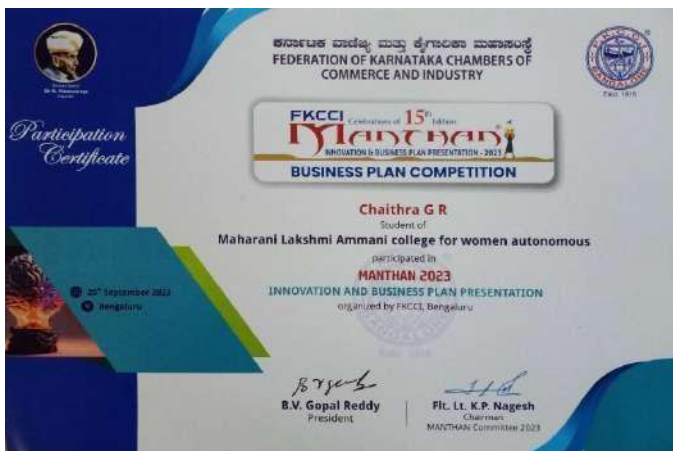 ಕರ್ನಾಟಕ ವಾಣಿಜ್ಯ ಮತ್ತು ಕೈಗಾರಿಕಾ ಮಹಾಸಂಸ್ಥೆ
FEDERATION OF KARNATAKA CHAMBERS OF
COMMERCE AND INDUSTRY
Estd. 1916
Participation
Certificate
FKCCI Celebrations of 15th Edition
MANTHAN
INNOVATION & BUSINESS PLAN PRESENTATION - 2023
BUSINESS PLAN COMPETITION
Chaithra G R
Student of
Maharani Lakshmi Ammani college for women autonomous
participated in
MANTHAN 2023
INNOVATION AND BUSINESS PLAN PRESENTATION
organized by FKCCI, Bengaluru
September 2023
Bengaluru
B.V. Gopal Reddy
President
Flt. Lt. K.P. Nagesh
Chairman
MANTHAN Committee 2023